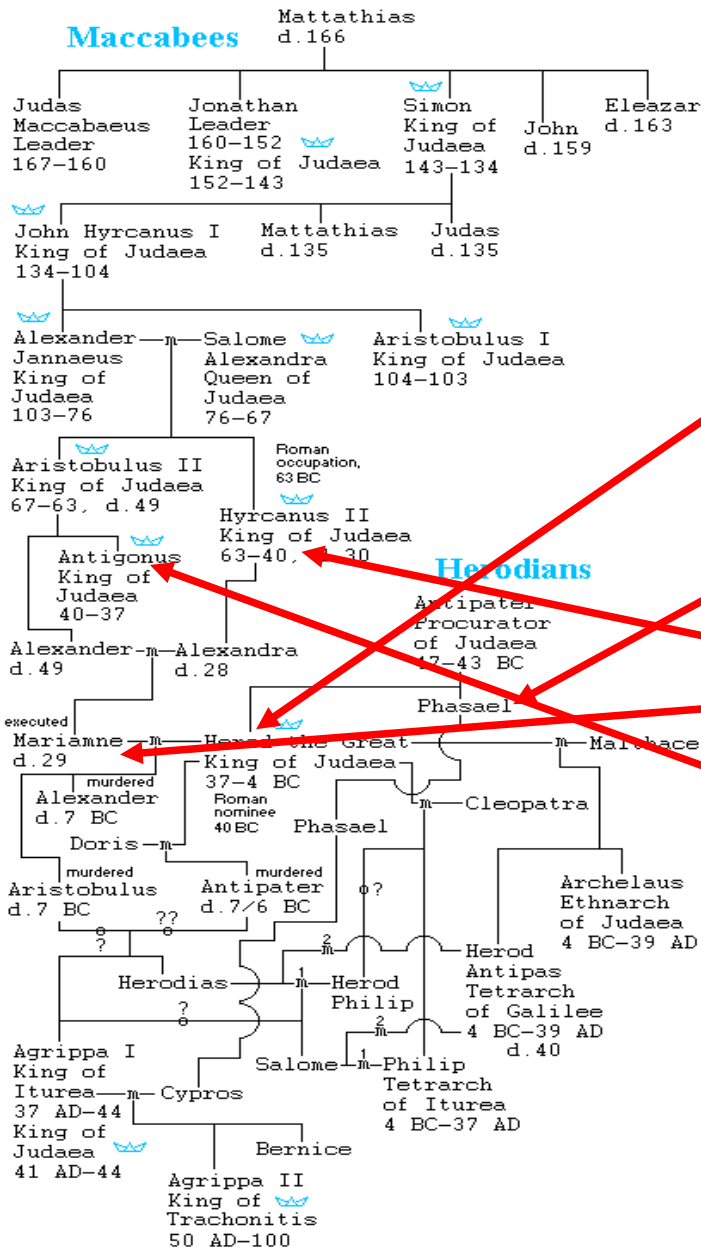 Mattathias
d.166
Maccabees
Judas
Maccabaeus
Leader
167–160
Jonathan
Leader
160–152
King of Judaea
152–143
Simon
King of
Judaea
143–134
John
d.159
Eleazar
d.163
John Hyrcanus I
King of Judaea
134–104
Mattathias
d.135
Judas
d.135
Alexander
Jannaeus
King of
Judaea
103–76
m
Salome
Alexandra
Queen of
Judaea
76–67
Aristobulus I
King of Judaea
104–103
Aristobulus II
King of Judaea
67–63, d.49
Roman
occupation,
63 BC
Hyrcanus II
King of Judaea
63–40, 30
Antigonus
King of
Judaea
40–37
Herodians
Antipater
Procurator
of Judaea
47–43 BC
Alexander
d.49
m
Alexandra
d.28
Phasael
executed
Mariamne
d.29
m
Herod the Great
King of Judaea
37–4 BC
Roman
nominee
40 BC
m
Malthace
murdered
Alexander
d.7 BC
m
Cleopatra
Doris
m
Phasael
murdered
Aristobulus
d.7 BC
murdered
Antipater
d.7/6 BC
?
Archelaus
Ethnarch
of Judaea
4 BC–39 AD
??
?
Herodias
1
m
Herod
Philip
2
m
Herod
Antipas
Tetrarch
of Galilee
4 BC–39 AD
d.40
?
2
m
Agrippa I
King of
Iturea
37 AD–44
King of
Judaea
41 AD–44
m
Cypros
Salome
1
m
Philip
Tetrarch
of Iturea
4 BC–37 AD
Bernice
Agrippa II
King of
Trachonitis
50 AD–100